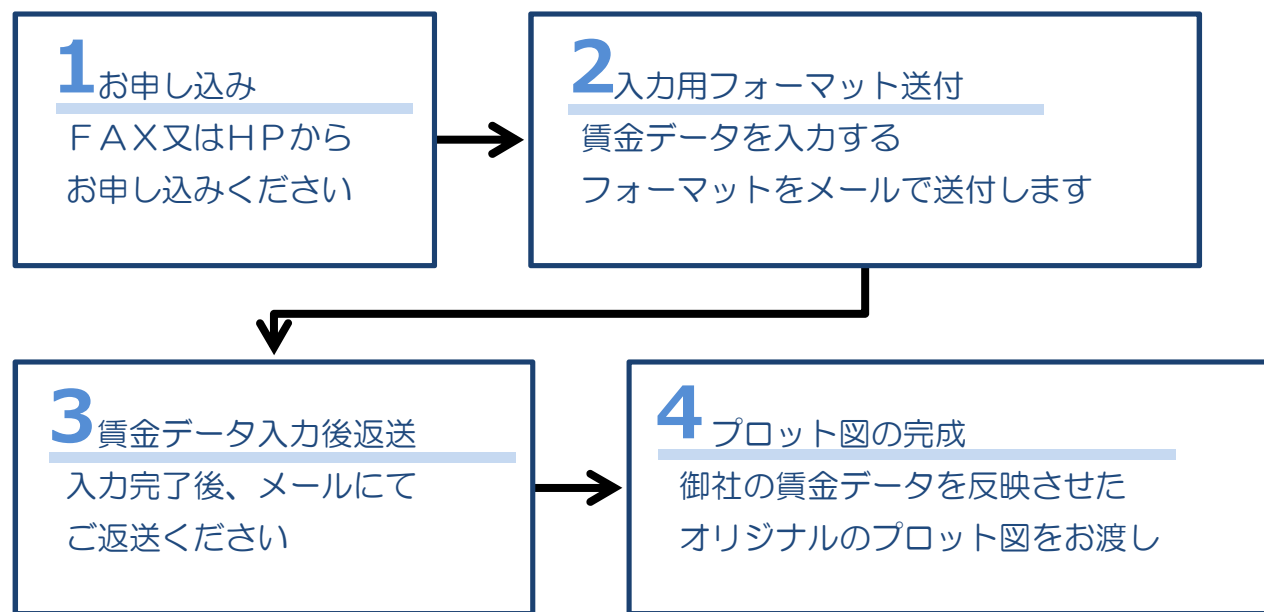 1お申し込み
ＦＡＸ又はＨＰから
お申し込みください
2入力用フォーマット送付
賃金データを入力する
フォーマットをメールで送付します
3賃金データ入力後返送
入力完了後、メールにて
ご返送ください
4プロット図の完成
御社の賃金データを反映させた
オリジナルのプロット図をお渡し